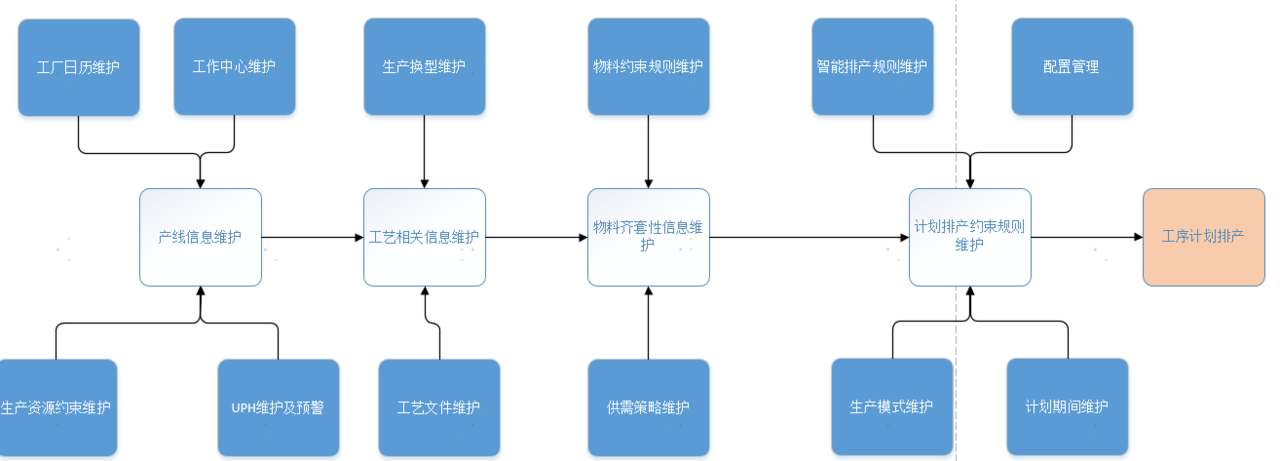 工厂日历维护
工作中心维护
生产换型维护
物料约束规则维护
智能排产规则维护
配置管理
产线信息维护
工艺相关信息维护
物料齐套性信息维
护
计划排产约束规则
维护
工序计划排产
生产资源约束维护
UPH维护及预警
工艺文件维护
供需策略维护
生产模式维护
计划期间维护